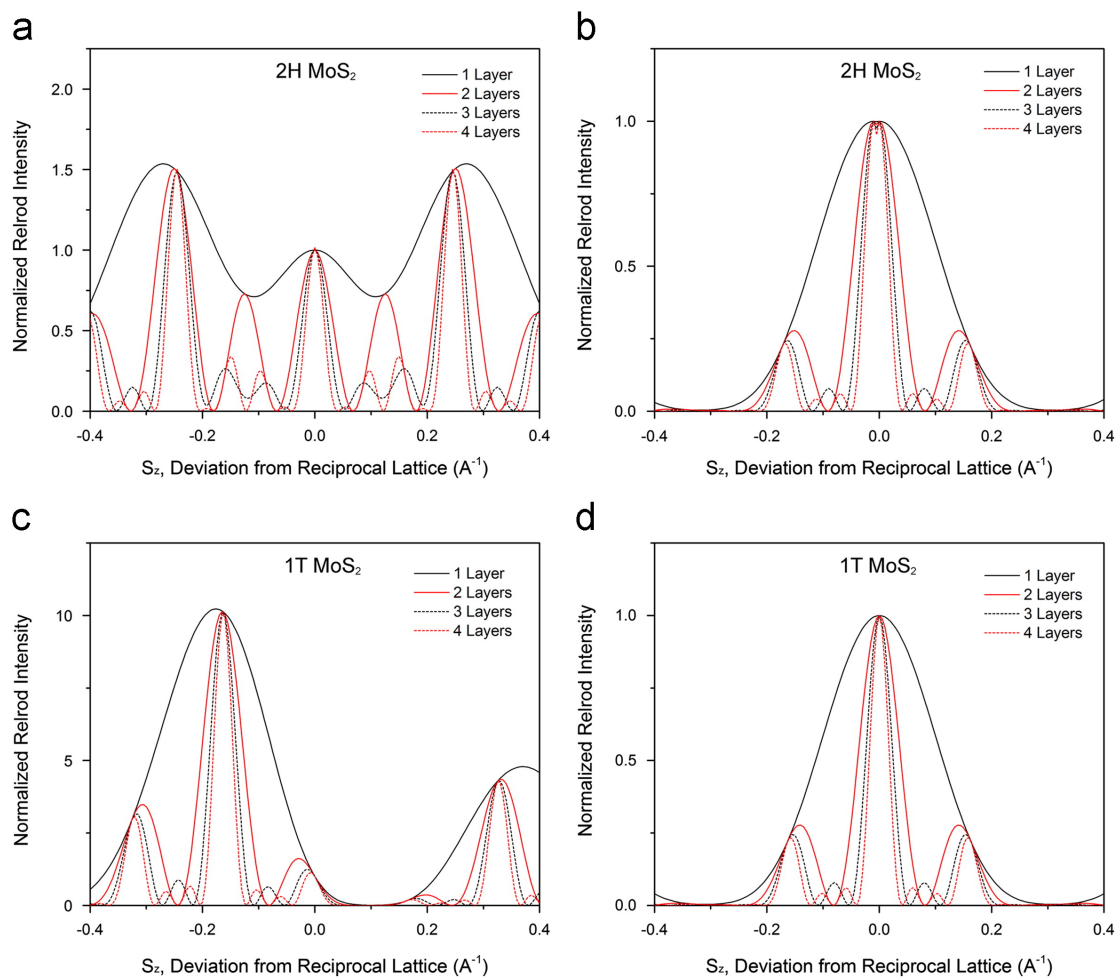 a
2H MoS₂
1 Layer
2 Layers
3 Layers
4 Layers
Normalized Relrod Intensity
2.0
1.5
1.0
0.5
0.0
-0.4 -0.2 0.0 0.2 0.4
Sz, Deviation from Reciprocal Lattice (A⁻¹)
b
2H MoS₂
1 Layer
2 Layers
3 Layers
4 Layers
Normalized Relrod Intensity
1.0
0.5
0.0
-0.4 -0.2 0.0 0.2 0.4
Sz, Deviation from Reciprocal Lattice (A⁻¹)
c
1T MoS₂
1 Layer
2 Layers
3 Layers
4 Layers
Normalized Relrod Intensity
10
5
0
-0.4 -0.2 0.0 0.2 0.4
Sz, Deviation from Reciprocal Lattice (A⁻¹)
d
1T MoS₂
1 Layer
2 Layers
3 Layers
4 Layers
Normalized Relrod Intensity
1.0
0.5
0.0
-0.4 -0.2 0.0 0.2 0.4
Sz, Deviation from Reciprocal Lattice (A⁻¹)